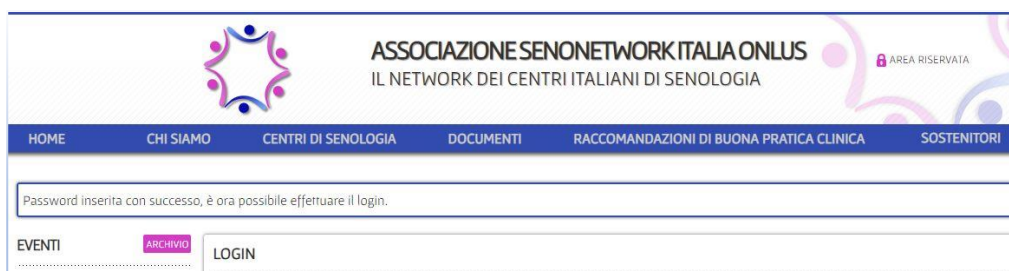 ASSOCIAZIONE SENONETWORK ITALIA ONLUS
IL NETWORK DEI CENTRI ITALIANI DI SENOLOGIA
AREA RISERVATA
HOME CHI SIAMO CENTRI DI SENOLOGIA DOCUMENTI RACCOMANDAZIONI DI BUONA PRATICA CLINICA SOSTENITORI
Password inserita con successo, è ora possibile effettuare il login.
EVENTI ARCHIVIO
LOGIN